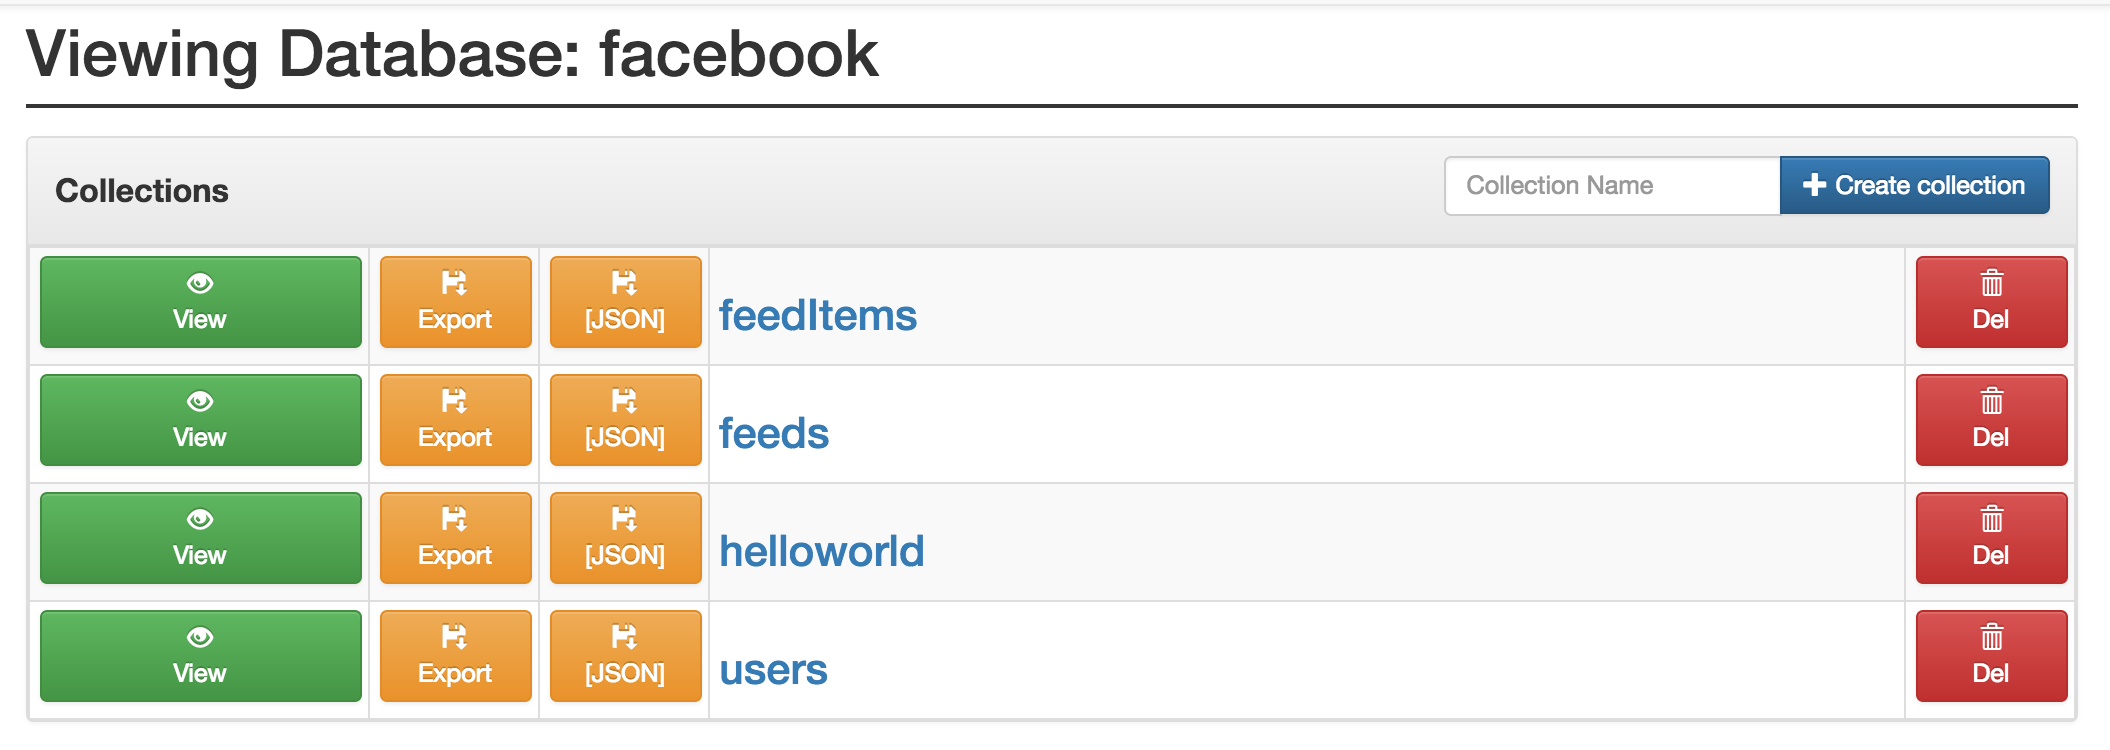 Viewing Database: facebook
Collections
Collection Name
Create collection
View
Export
[JSON]
feedItems
Del
View
Export
[JSON]
feeds
Del
View
Export
[JSON]
helloworld
Del
View
Export
[JSON]
users
Del